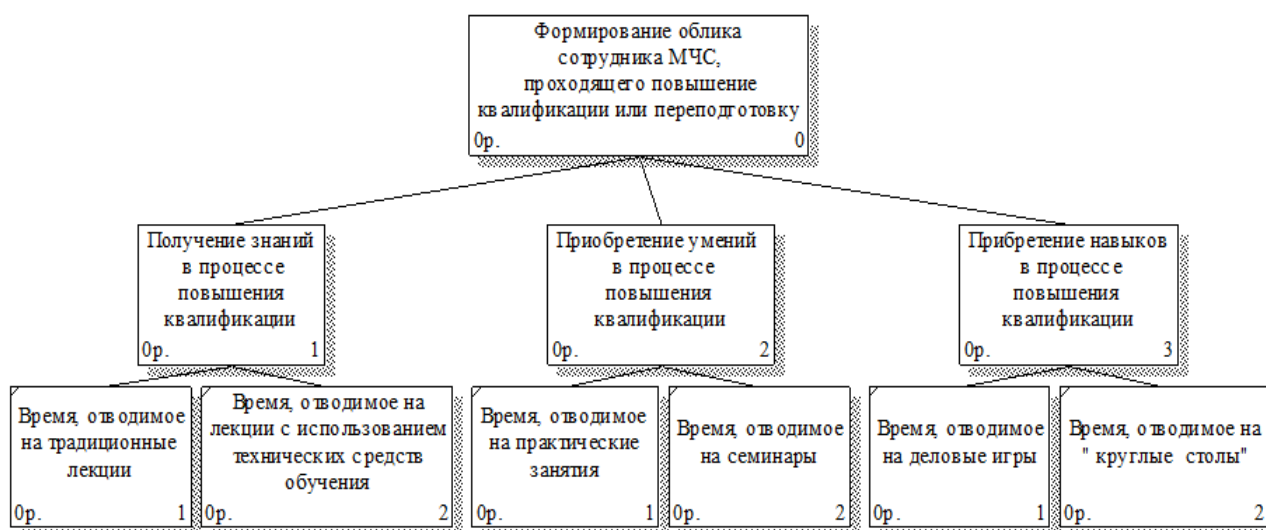 Формирование облика
сотрудника МЧС,
проходящего повышение
квалификации или переподготовку
0р. 0
Получение знаний
в процессе
повышения
квалификации
0р. 1
Приобретение умений
в процессе
повышения
квалификации
0р. 2
Прибретение навыков
в процессе
повышения
квалификации
0р. 3
Время, отводимое
на традиционные
лекции
0р. 1
Время, отводимое на
лекции с использованием
технических средств
обучения
0р. 2
Время, отводимое
на практические
занятия
0р. 1
Время, отводимое
на семинары
0р. 2
Время, отводимое
на деловые игры
0р. 1
Время, отводимое на
" круглые столы"
0р. 2